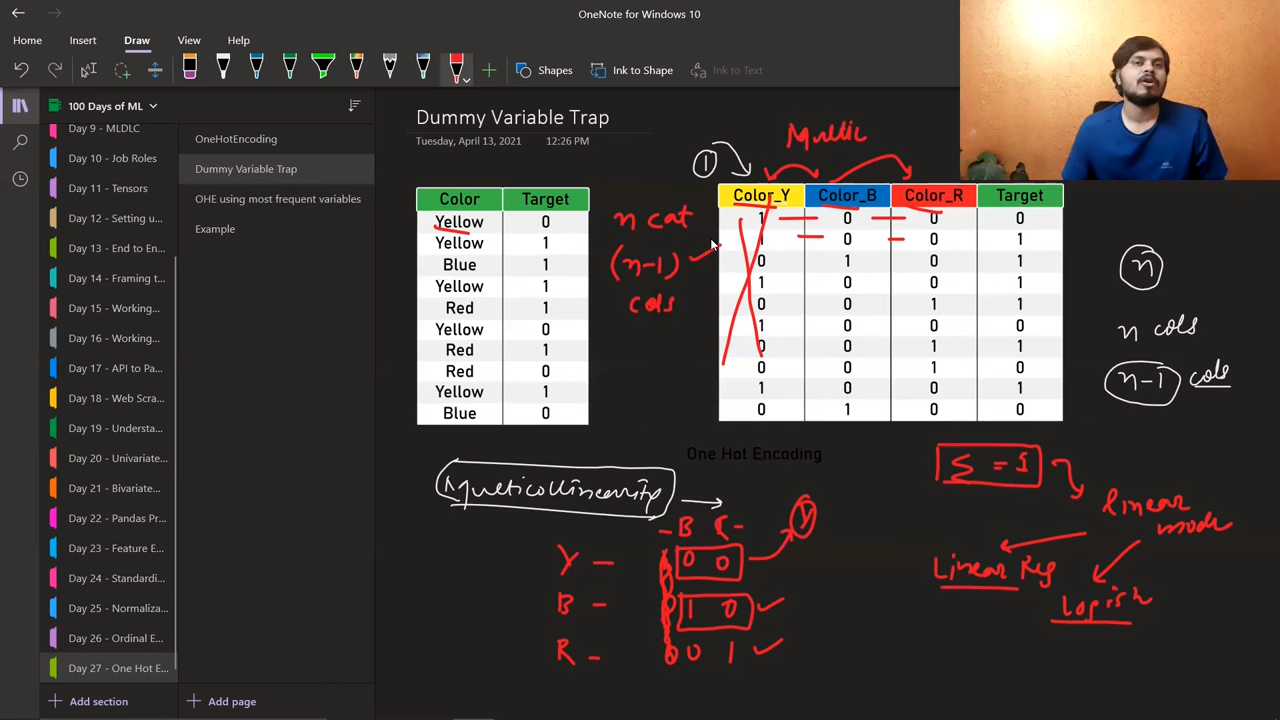 OneNote for Windows 10
Home Insert Draw View Help
Shapes Ink to Shape Ink to Text
100 Days of ML
Day 9 - MLDLC
Day 10 - Job Roles
Day 11 - Tensors
Day 12 - Setting u...
Day 13 - End to En...
Day 14 - Framing t...
Day 15 - Working...
Day 16 - Working...
Day 17 - API to Pa...
Day 18 - Web Scra...
Day 19 - Understa...
Day 20 - Univariate...
Day 21 - Bivariate...
Day 22 - Pandas Pr...
Day 23 - Feature E...
Day 24 - Standardi...
Day 25 - Normaliza...
Day 26 - Ordinal E...
Day 27 - One Hot E...
Add section
OneHotEncoding
Dummy Variable Trap
OHE using most frequent variables
Example
Add page
Dummy Variable Trap
Tuesday, April 13, 2021 12:26 PM
Color Target
Yellow 0
Yellow 1
Blue 1
Yellow 1
Red 1
Yellow 0
Red 1
Red 0
Yellow 1
Blue 0
n cat
(n-1)
cols
1
Multic
Color_Y Color_B Color_R Target
1 0 0 0
1 0 0 1
0 1 0 1
1 0 0 1
0 0 1 1
1 0 0 0
0 0 1 1
0 0 1 0
1 0 0 1
0 1 0 0
n
n cols
n-1 cols
One Hot Encoding
Multicollinearity
B R
Y - 0 0 Y
B - 0 1 0
R - 0 0 1
Σ = 1
linear
mode
Linear Reg